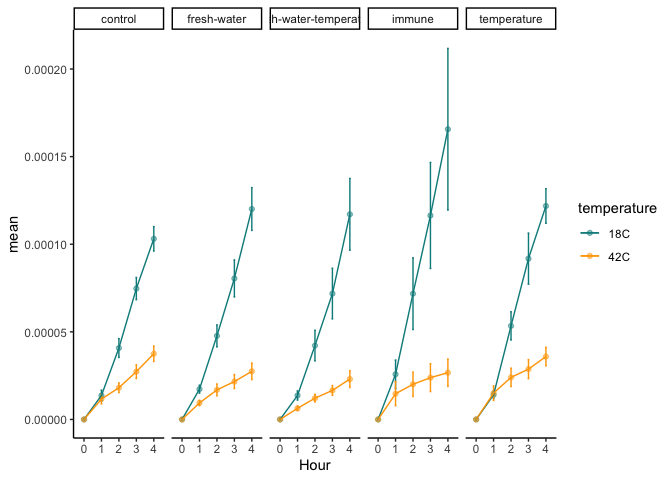 control fresh-water h-water-temperat immune temperature
0.00020
0.00015
0.00010
0.00005
0.00000
mean
0 1 2 3 4 0 1 2 3 4 0 1 2 3 4 0 1 2 3 4 0 1 2 3 4
Hour
temperature
18C
42C